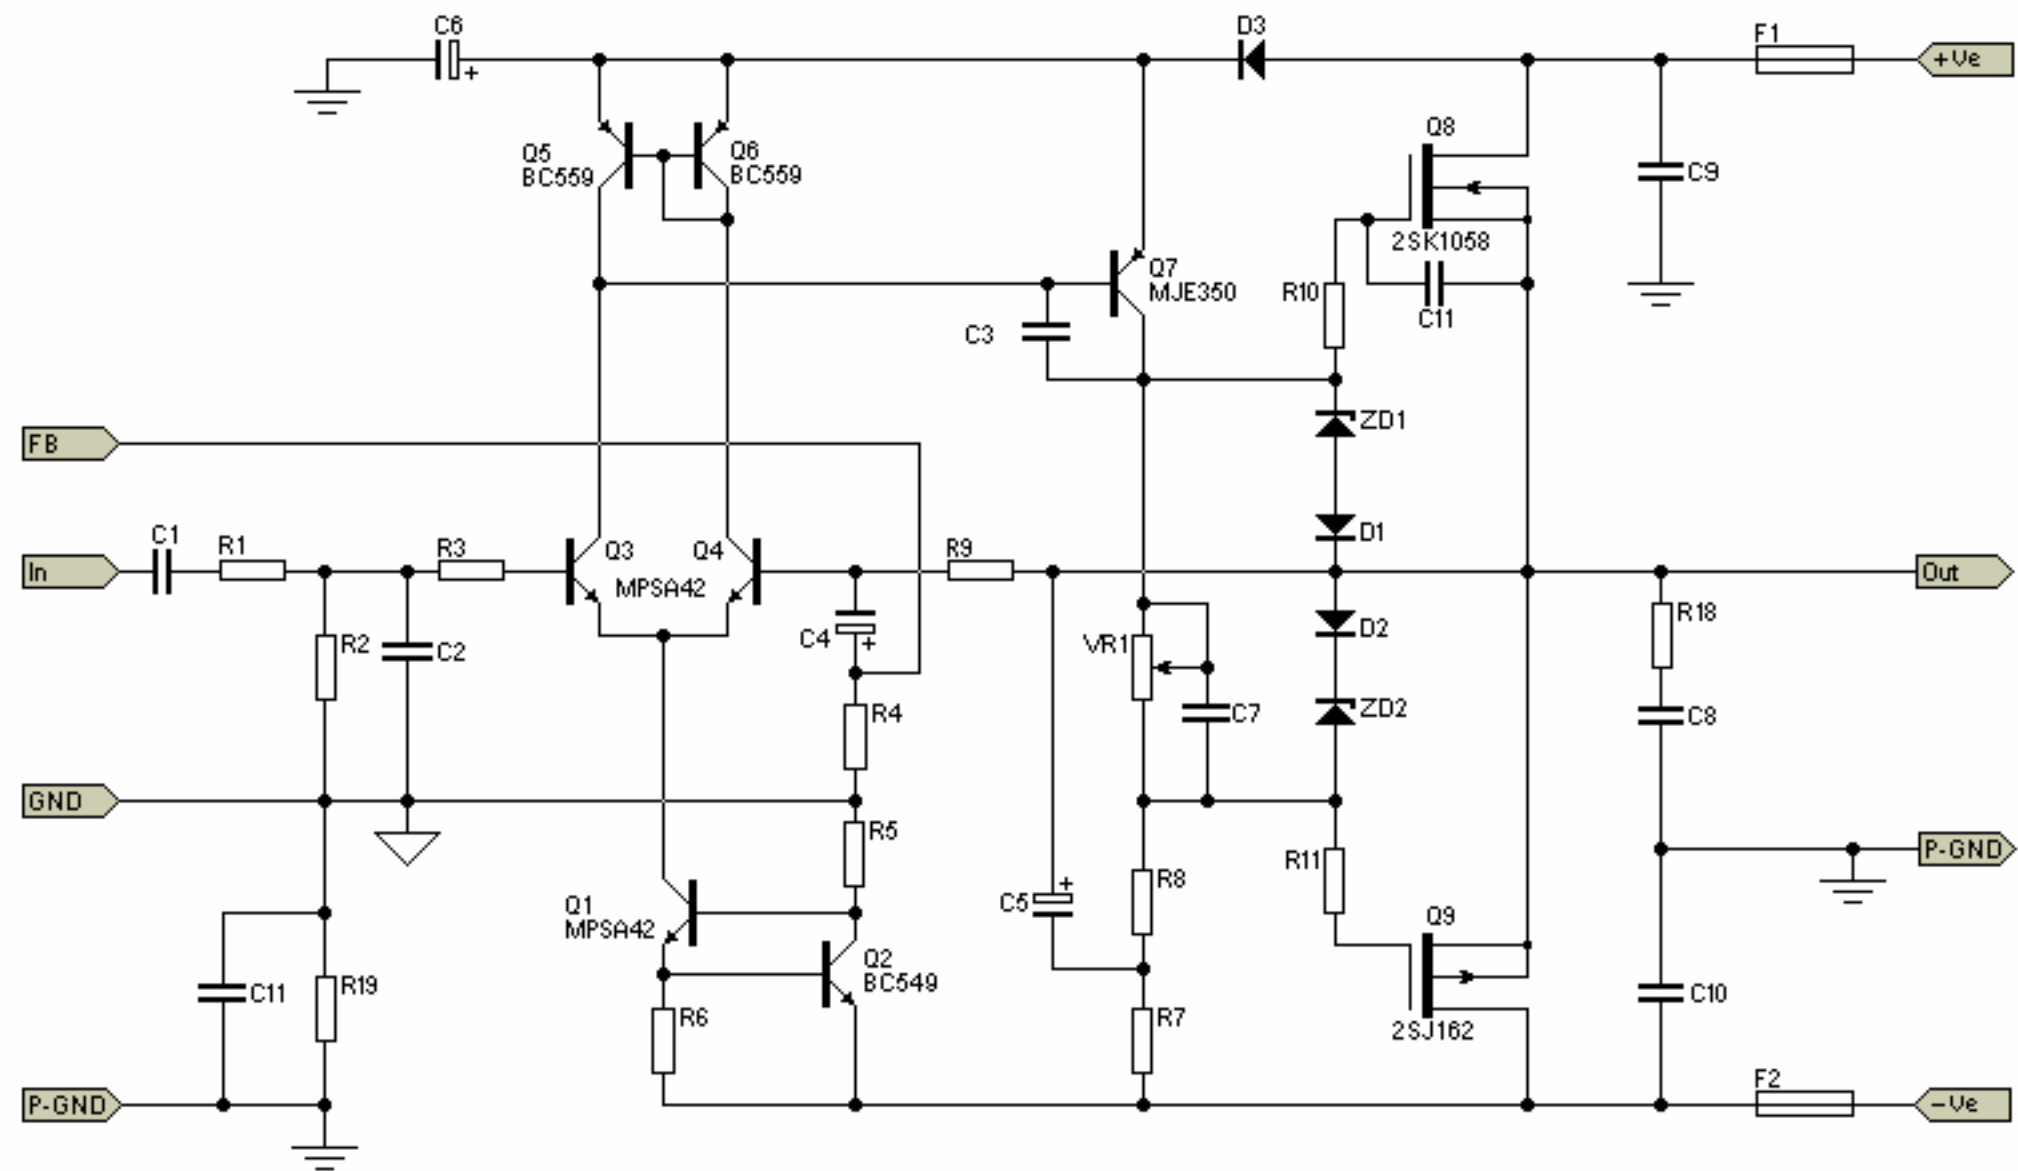 C6
D3
F1
+Ve
+
Q5
BC559
Q6
BC559
Q8
C9
2SK1058
Q7
MJE350
R10
C11
C3
ZD1
FB
C1
R1
R3
Q3
Q4
MPSA42
R9
D1
In
Out
R2
C2
C4
+
VR1
D2
R18
C7
ZD2
C8
R4
GND
R5
P-GND
R8
R11
C5
+
Q1
MPSA42
Q9
Q2
BC549
C11
R19
R6
R7
2SJ162
C10
F2
P-GND
-Ve